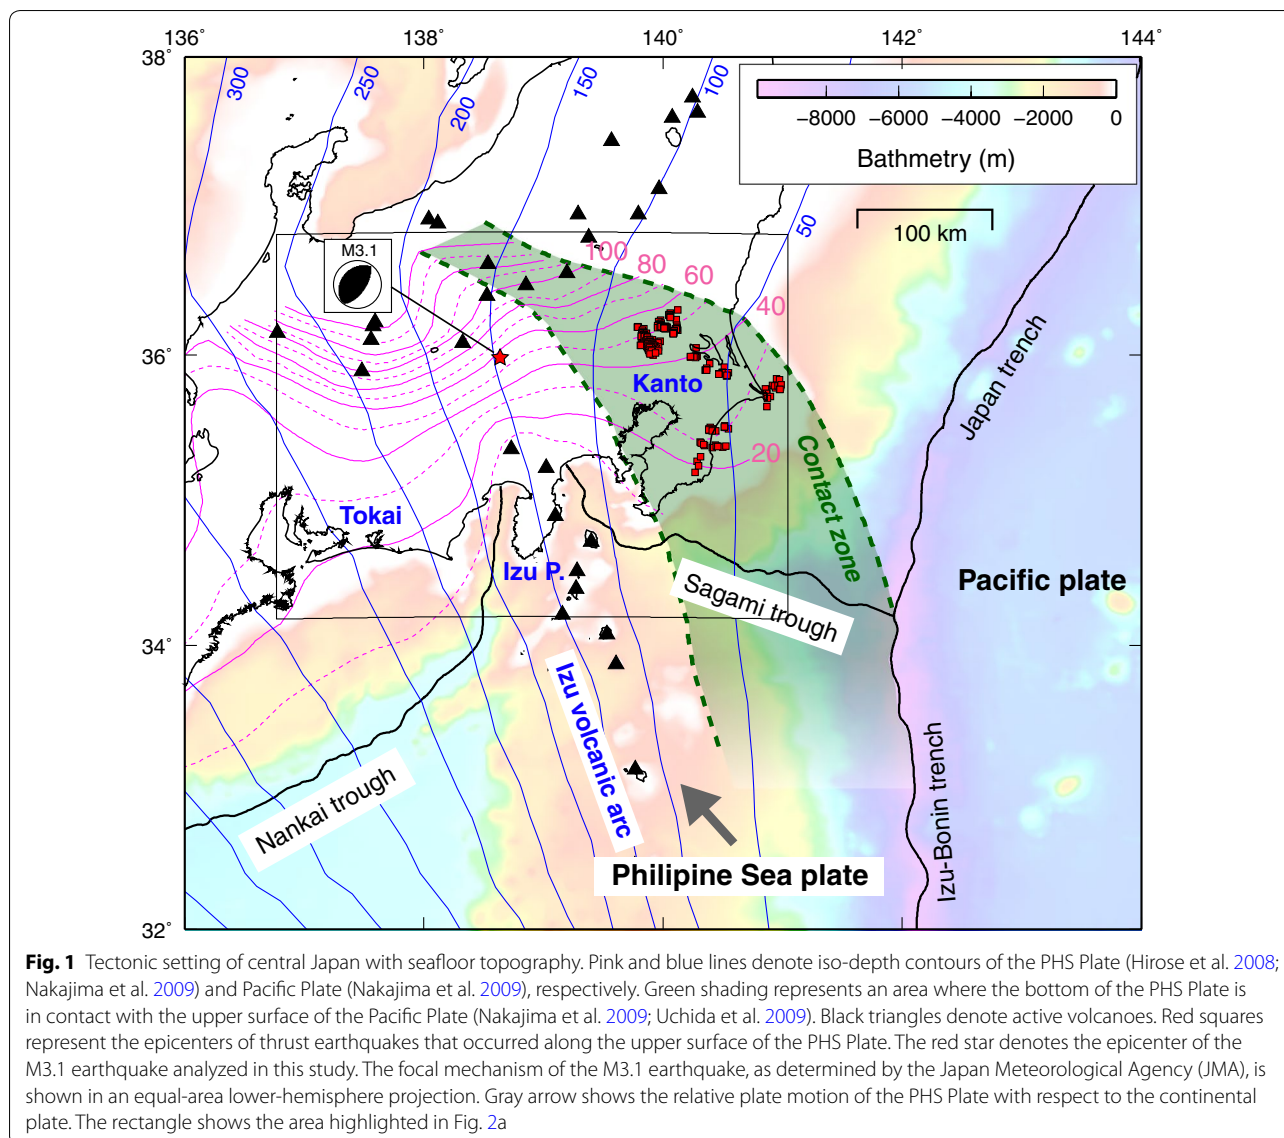 136˚ 138˚ 140˚ 142˚ 144˚
38˚
36˚
34˚
32˚
300
250
200
150
100
50
−8000 −6000 −4000 −2000 0
Bathmetry (m)
100 km
M3.1
100
80
60
40
20
Kanto
Tokai
Izu P.
Contact zone
Japan trench
Pacific plate
Sagami trough
Izu volcanic arc
Nankai trough
Izu-Bonin trench
Philipine Sea plate
Fig. 1 Tectonic setting of central Japan with seafloor topography. Pink and blue lines denote iso-depth contours of the PHS Plate (Hirose et al. 2008;
Nakajima et al. 2009) and Pacific Plate (Nakajima et al. 2009), respectively. Green shading represents an area where the bottom of the PHS Plate is
in contact with the upper surface of the Pacific Plate (Nakajima et al. 2009; Uchida et al. 2009). Black triangles denote active volcanoes. Red squares
represent the epicenters of thrust earthquakes that occurred along the upper surface of the PHS Plate. The red star denotes the epicenter of the
M3.1 earthquake analyzed in this study. The focal mechanism of the M3.1 earthquake, as determined by the Japan Meteorological Agency (JMA), is
shown in an equal-area lower-hemisphere projection. Gray arrow shows the relative plate motion of the PHS Plate with respect to the continental
plate. The rectangle shows the area highlighted in Fig. 2a